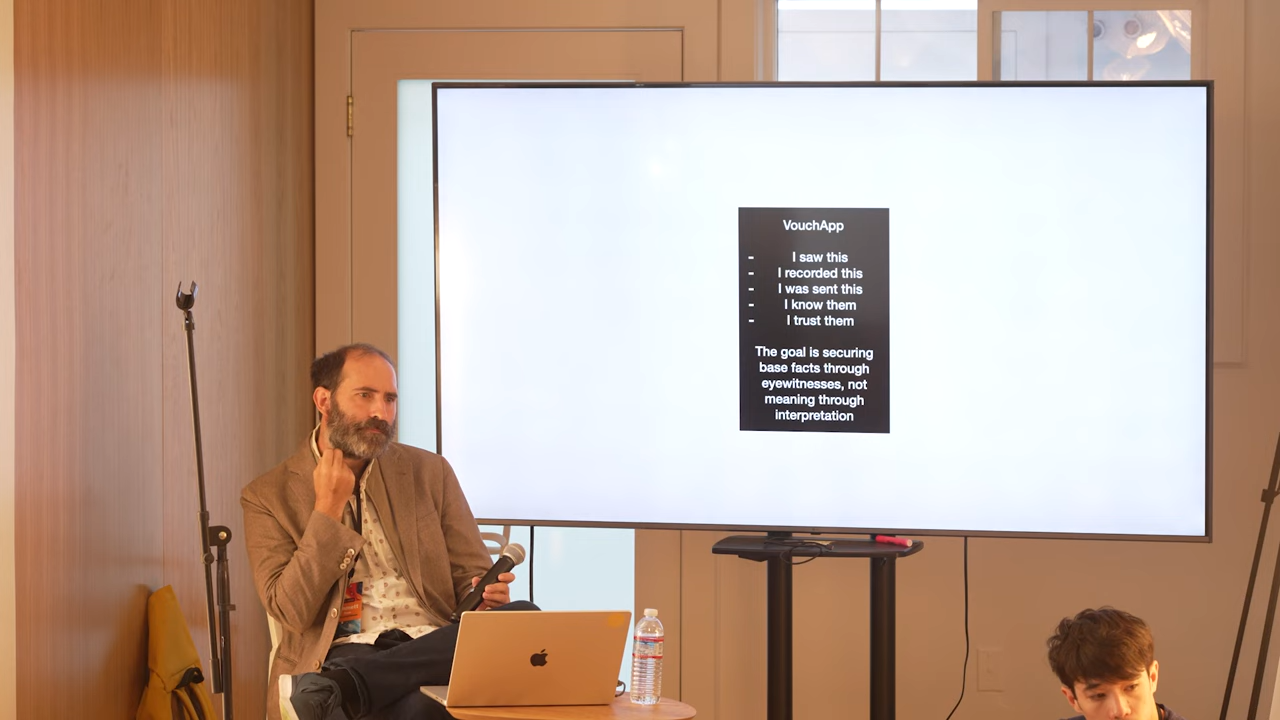 VouchApp
- I saw this
- I recorded this
- I was sent this
- I know them
- I trust them
The goal is securing
base facts through
eyewitnesses, not
meaning through
interpretation